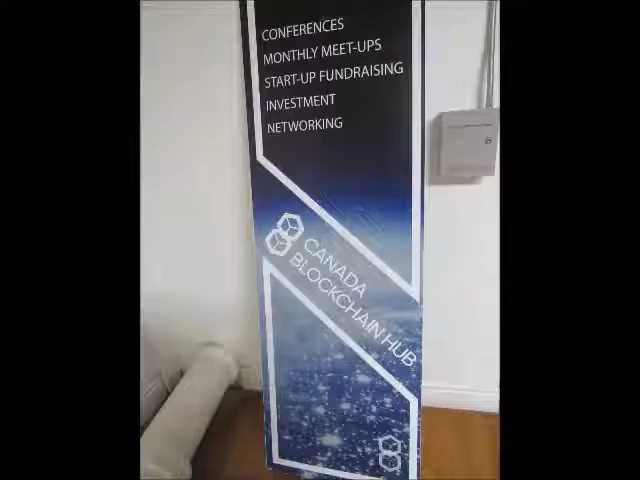 CONFERENCES
MONTHLY MEET-UPS
START-UP FUNDRAISING
INVESTMENT
NETWORKING
CANADA
BLOCKCHAIN HUB